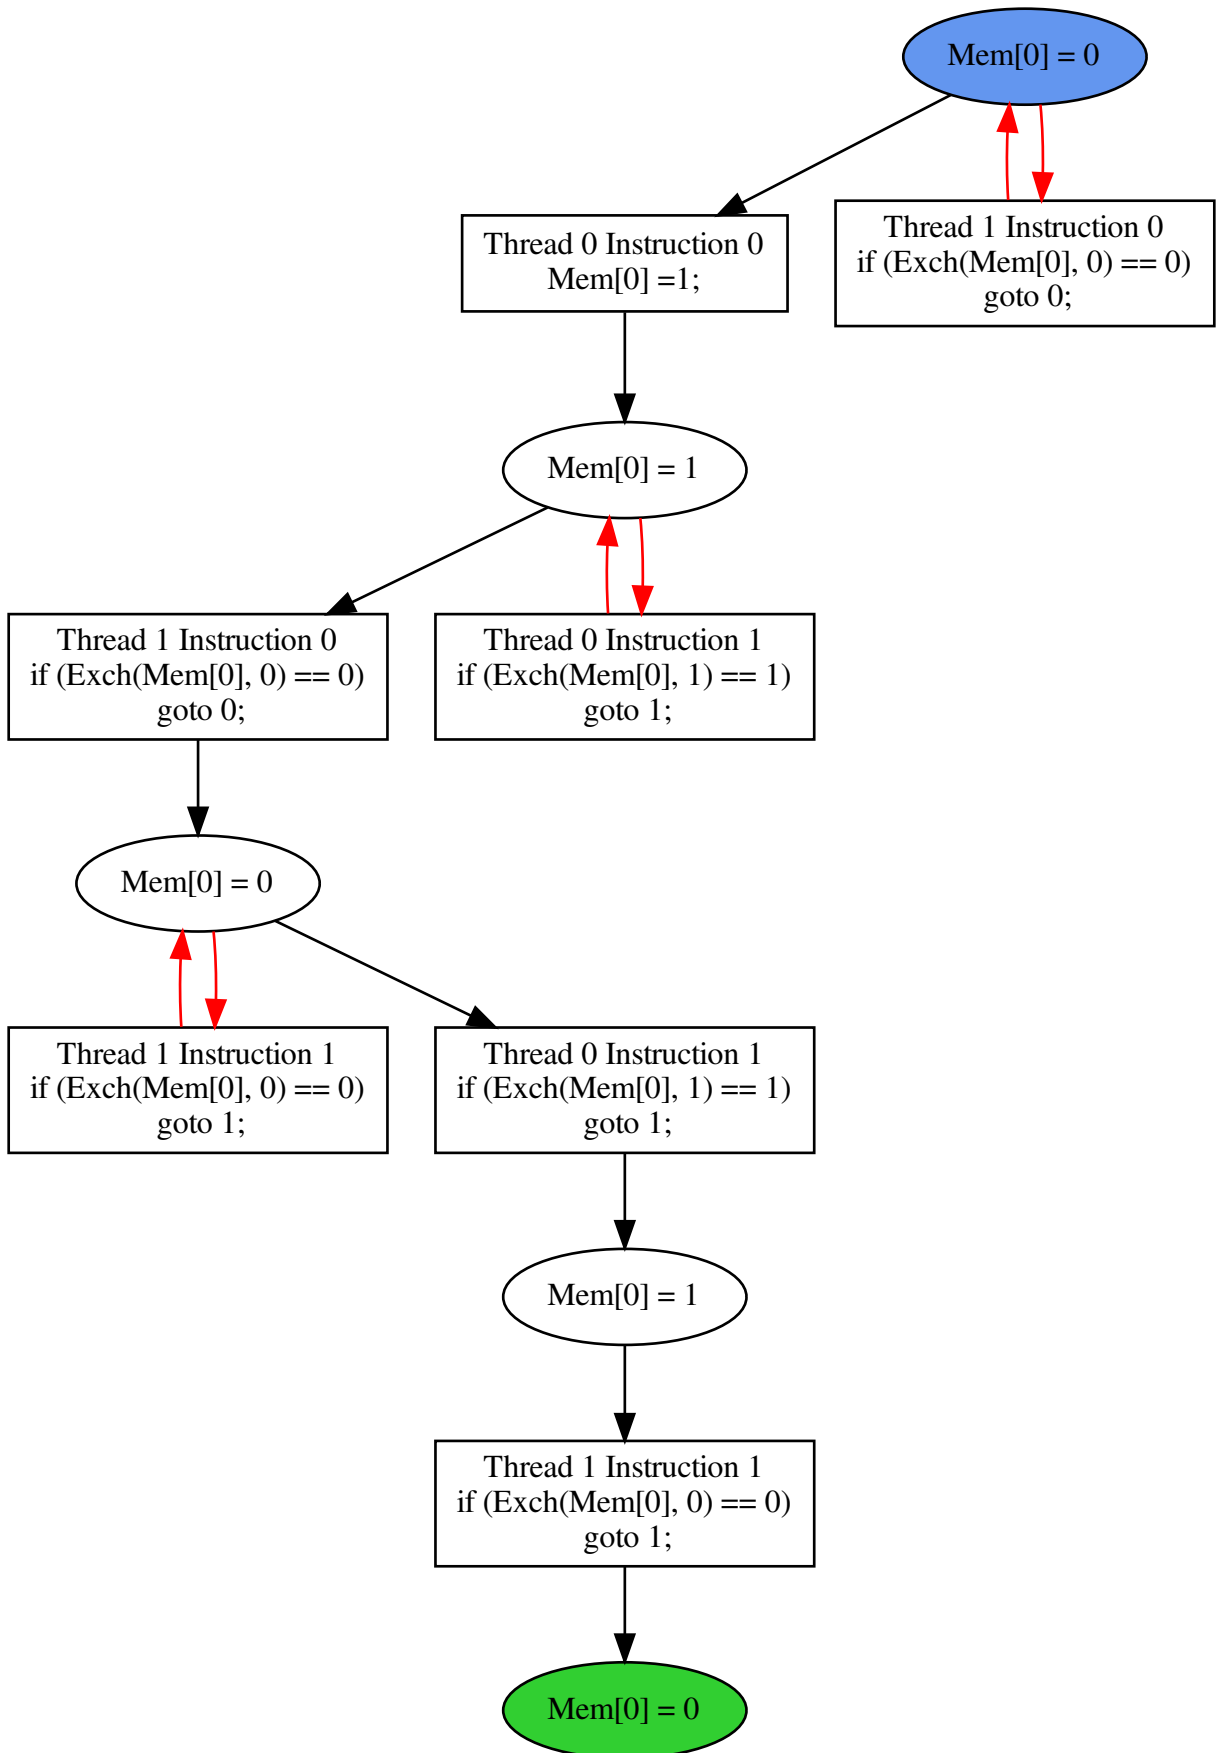 Mem[0] = 0
Thread 0 Instruction 0
Mem[0] =1;
Thread 1 Instruction 0
if (Exch(Mem[0], 0) == 0)
goto 0;
Mem[0] = 1
Thread 1 Instruction 0
if (Exch(Mem[0], 0) == 0)
goto 0;
Thread 0 Instruction 1
if (Exch(Mem[0], 1) == 1)
goto 1;
Mem[0] = 0
Thread 1 Instruction 1
if (Exch(Mem[0], 0) == 0)
goto 1;
Thread 0 Instruction 1
if (Exch(Mem[0], 1) == 1)
goto 1;
Mem[0] = 1
Thread 1 Instruction 1
if (Exch(Mem[0], 0) == 0)
goto 1;
Mem[0] = 0